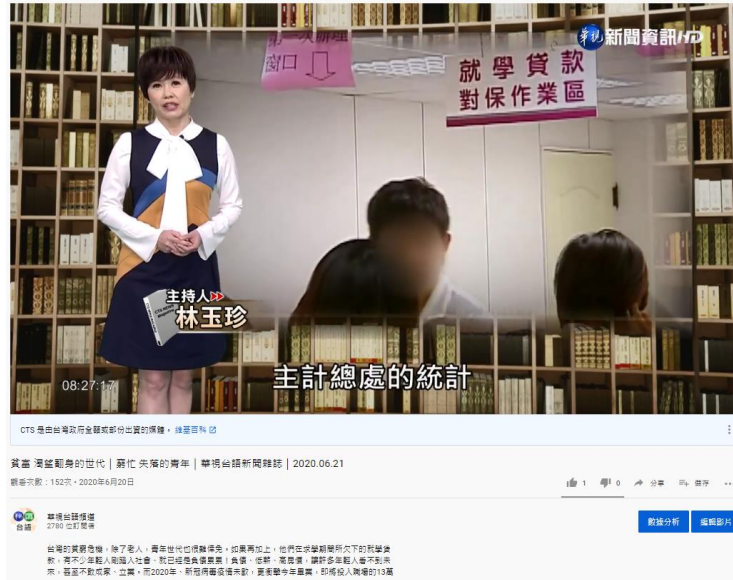 華視新聞資訊HD
第一次辦理
窗口
就學貸款
對保作業區
主持人
林玉珍
主計總處的統計
08:27:17
CTS 是由台灣政府全額或部份出資的媒體。 維基百科
貧富 渴望翻身的世代│窮忙 失落的青年│華視台語新聞雜誌│2020.06.21
觀看次數:152次•2020年6月20日
1
0
分享
儲存
華視台語頻道
2780 位訂閱者
台語
數據分析
編輯影片
台灣的貧窮危機,除了老人,青年世代也很難倖免。如果再加上,他們在求學期間所欠下的就學貸
款,有不少年輕人剛踏入社會、就已經是負債累累!負債、低薪、高房價,讓許多年輕人看不到未
來,甚至不敢成家、立業。而2020年、新冠病毒疫情未歇,更衝擊今年畢業,即將投入職場的13萬